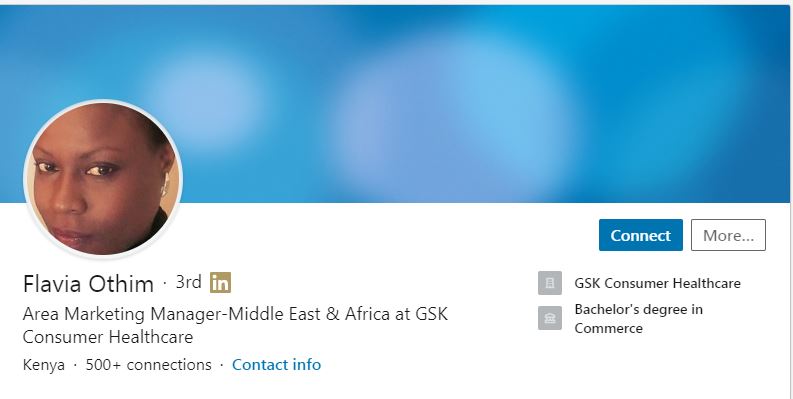 Connect
More...
Flavia Othim · 3rd in
Area Marketing Manager-Middle East & Africa at GSK
Consumer Healthcare
Kenya · 500+ connections · Contact info
GSK Consumer Healthcare
Bachelor's degree in
Commerce